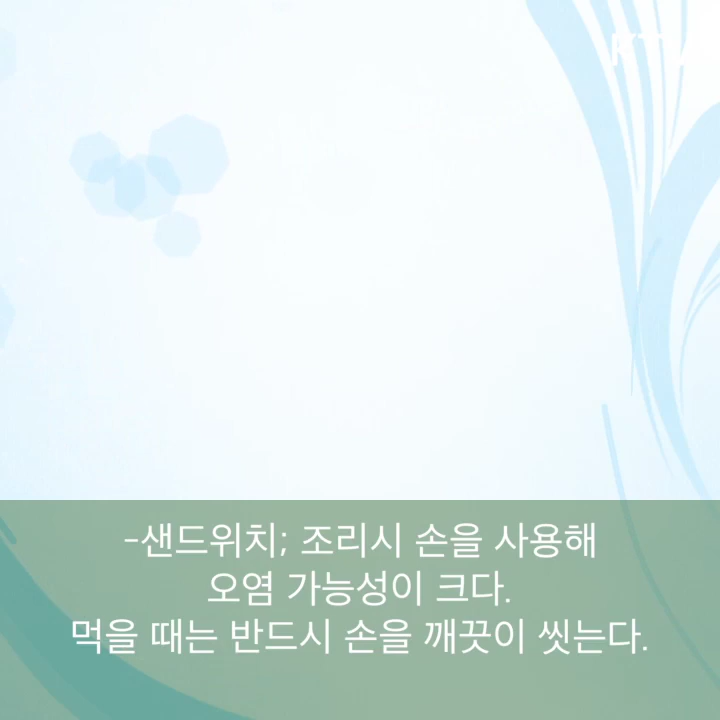 KTV
-샌드위치; 조리시 손을 사용해
오염 가능성이 크다.
먹을 때는 반드시 손을 깨끗이 씻는다.